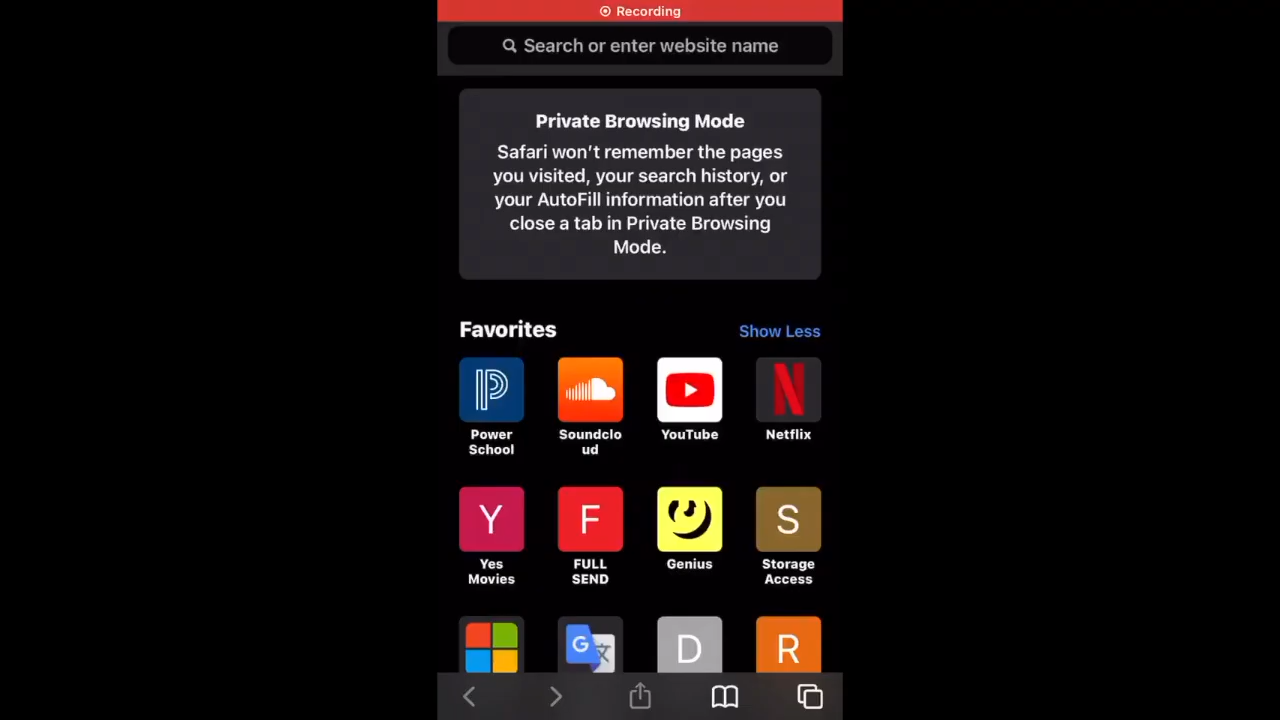 Recording
Search or enter website name
Private Browsing Mode
Safari won't remember the pages
you visited, your search history, or
your AutoFill information after you
close a tab in Private Browsing
Mode.
Favorites
Show Less
P
N
Power
School
Soundclo
ud
YouTube
Netflix
Y
F
S
Yes
Movies
FULL
SEND
Genius
Storage
Access
G
文
D
R